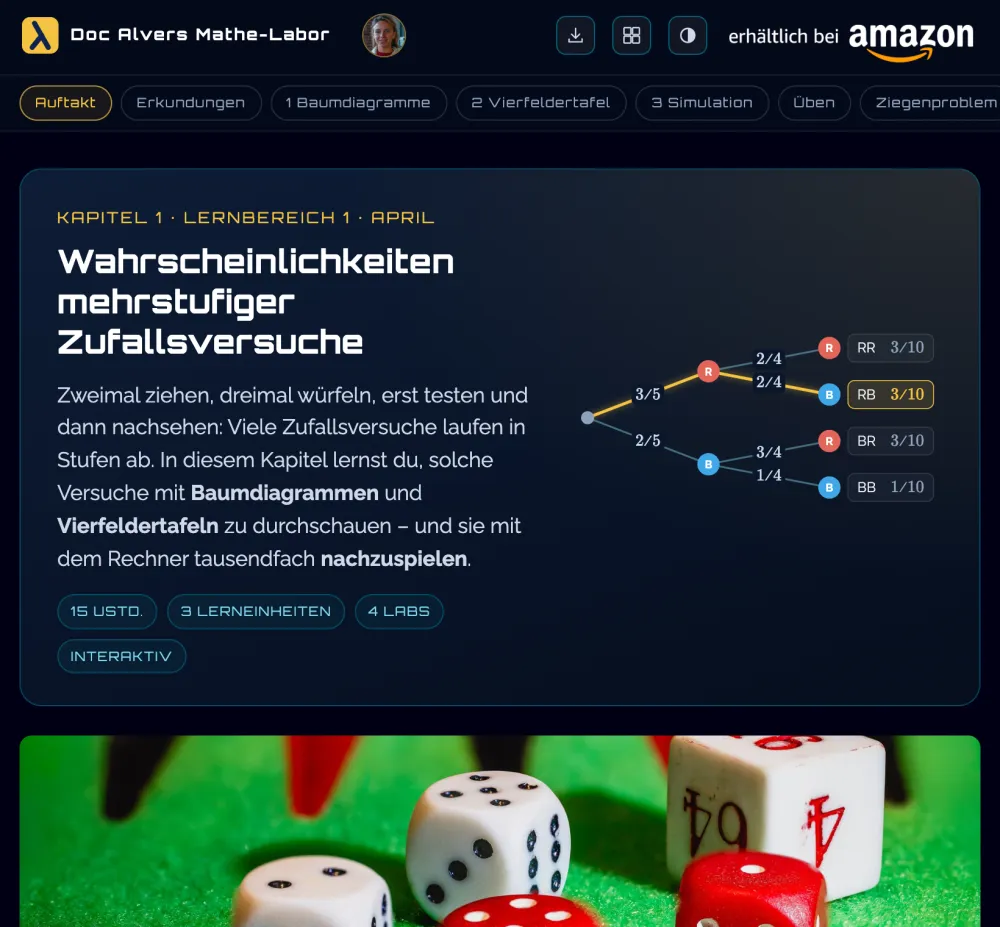 λ Doc Alvers Mathe-Labor
erhältlich bei amazon
Auftakt
Erkundungen
1 Baumdiagramme
2 Vierfeldertafel
3 Simulation
Üben
Ziegenproblem
KAPITEL 1 · LERNBEREICH 1 · APRIL
Wahrscheinlichkeiten
mehrstufiger
Zufallsversuche
Zweimal ziehen, dreimal würfeln, erst testen und
dann nachsehen: Viele Zufallsversuche laufen in
Stufen ab. In diesem Kapitel lernst du, solche
Versuche mit Baumdiagrammen und
Vierfeldertafeln zu durchschauen – und sie mit
dem Rechner tausendfach nachzuspielen.
15 USTD.
3 LERNEINHEITEN
4 LABS
INTERAKTIV
3/5
2/5
R
B
2/4
2/4
3/4
1/4
R
RR 3/10
B
RB 3/10
R
BR 3/10
B
BB 1/10
64
4